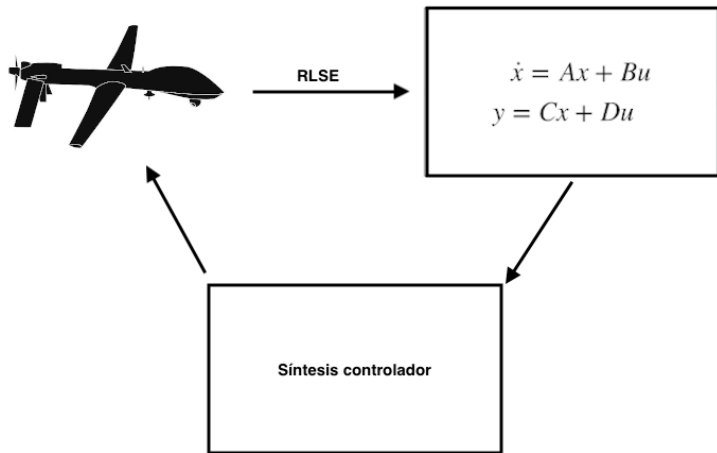 RLSE
ẋ = Ax + Bu
y = Cx + Du
Síntesis controlador